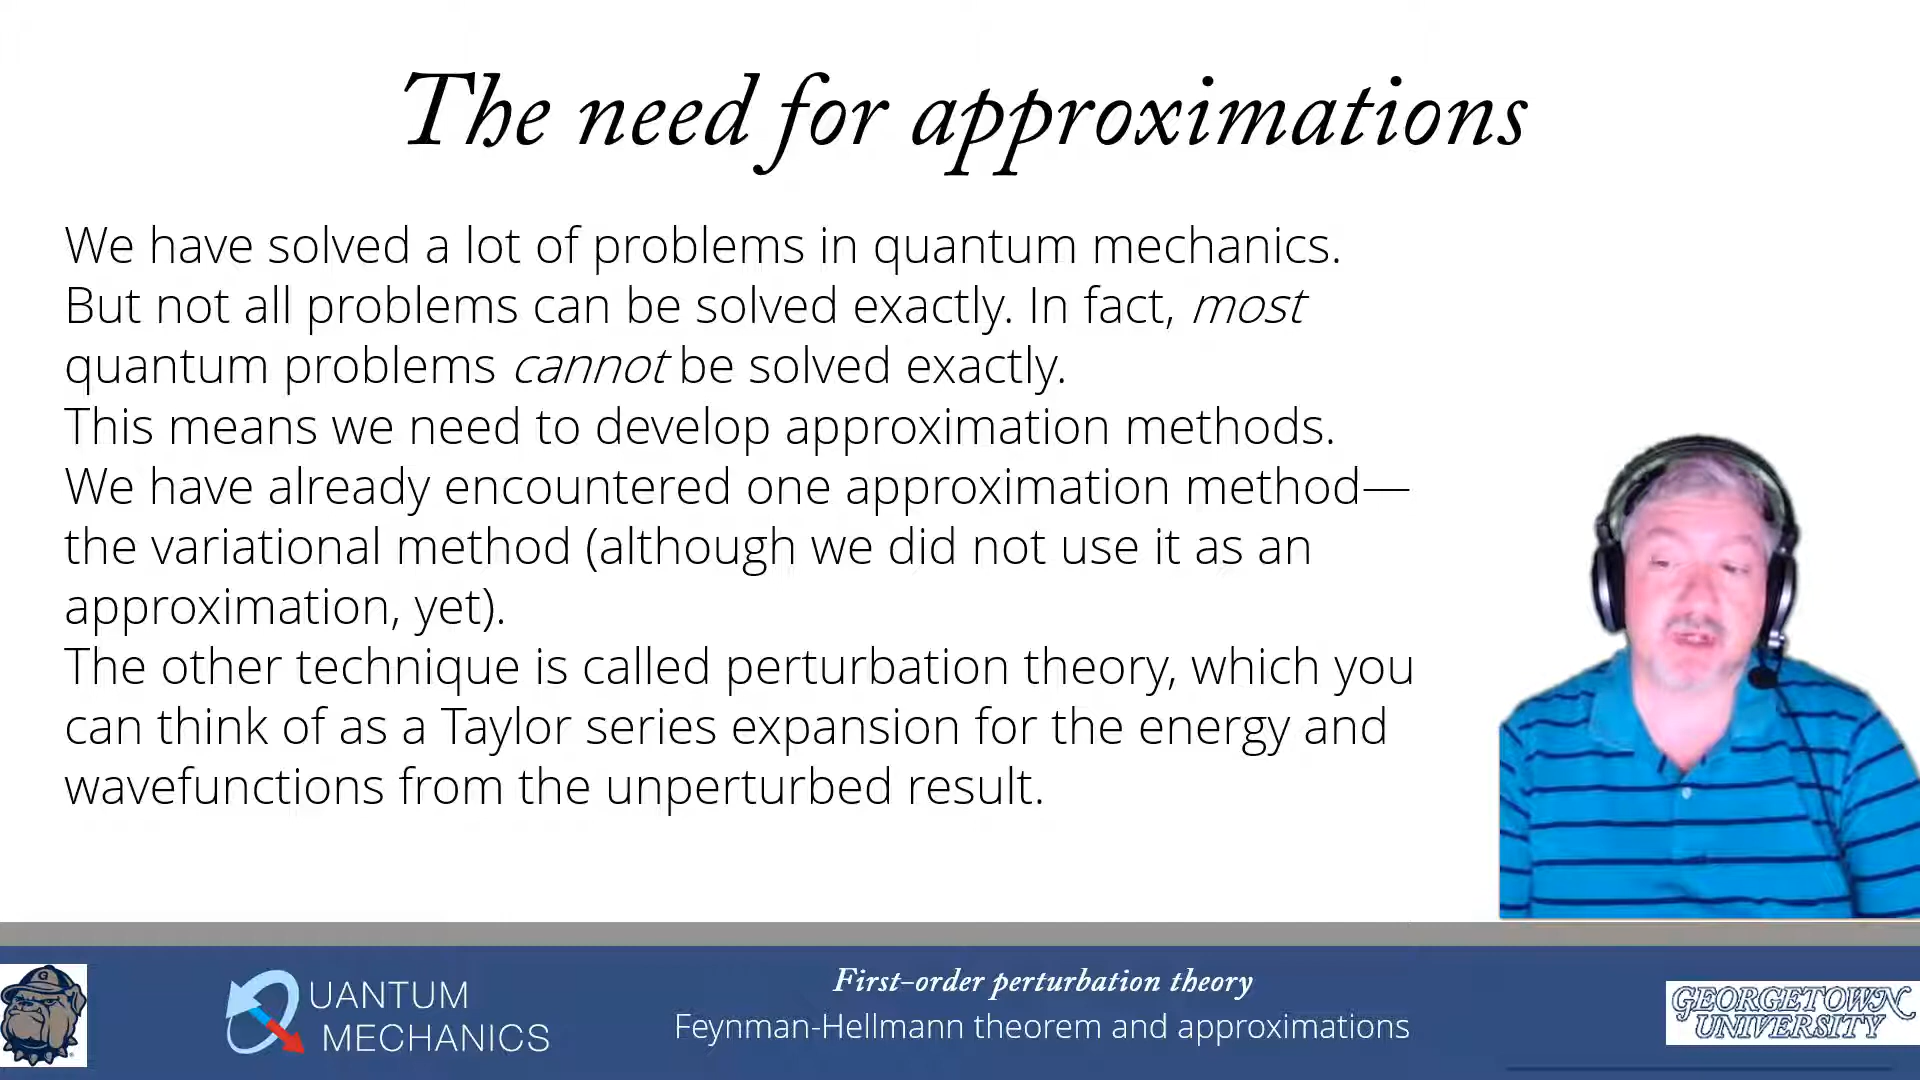 The need for approximations
We have solved a lot of problems in quantum mechanics.
But not all problems can be solved exactly. In fact, most
quantum problems cannot be solved exactly.
This means we need to develop approximation methods.
We have already encountered one approximation method—
the variational method (although we did not use it as an
approximation, yet).
The other technique is called perturbation theory, which you
can think of as a Taylor series expansion for the energy and
wavefunctions from the unperturbed result.
G
QUANTUM
MECHANICS
First-order perturbation theory
Feynman-Hellmann theorem and approximations
GEORGETOWN
UNIVERSITY